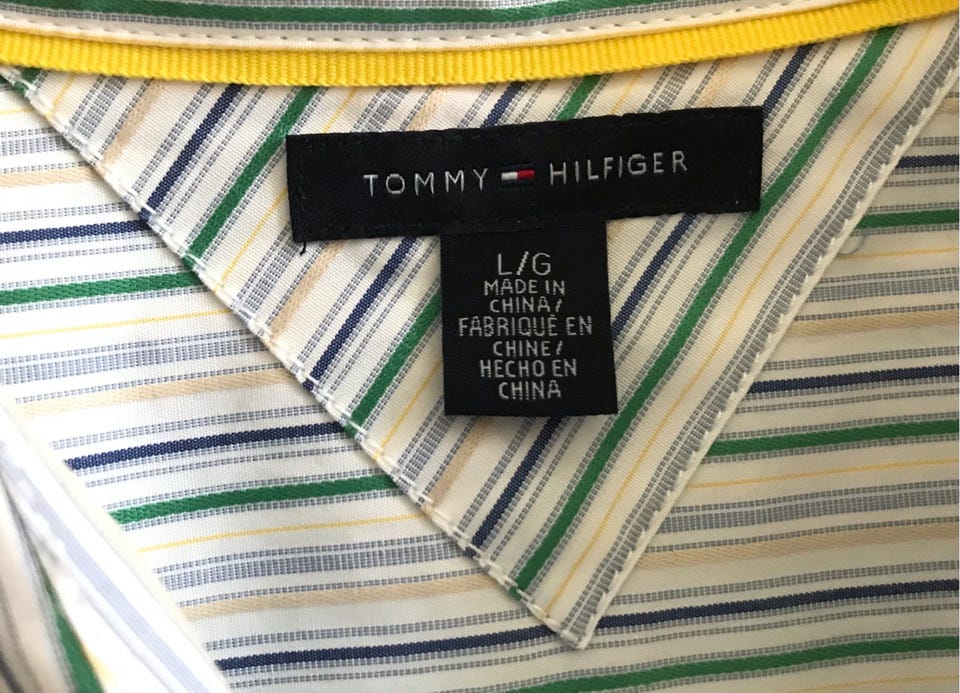 TOMMY HILFIGER
L/G
MADE IN
CHINA/
FABRIQUÉ EN
CHINE/
HECHO EN
CHINA